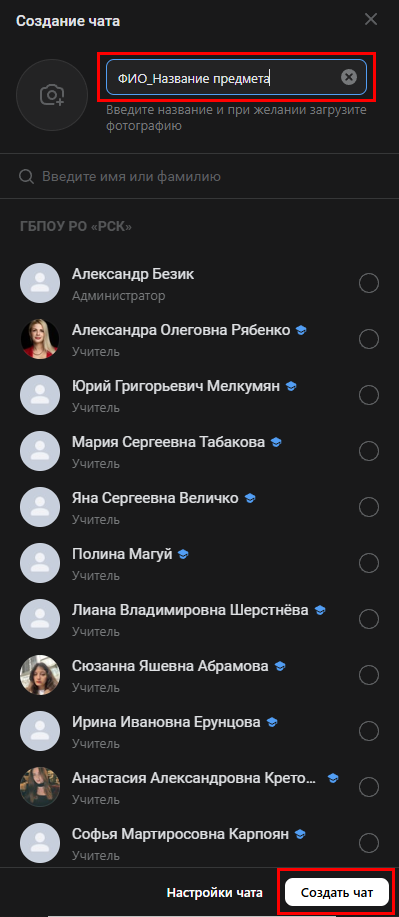 Создание чата
ФИО_Название предмета
Введите название и при желании загрузите
фотографию
Введите имя или фамилию
ГБПОУ РО «РСК»
Александр Безик
Администратор
Александра Олеговна Рябенко
Учитель
Юрий Григорьевич Мелкумян
Учитель
Мария Сергеевна Табакова
Учитель
Яна Сергеевна Величко
Учитель
Полина Магуй
Учитель
Лиана Владимировна Шерстнёва
Учитель
Сюзанна Яшевна Абрамова
Учитель
Ирина Ивановна Ерунцова
Учитель
Анастасия Александровна Крето...
Учитель
Софья Мартиросовна Карпоян
Учитель
Настройки чата
Создать чат